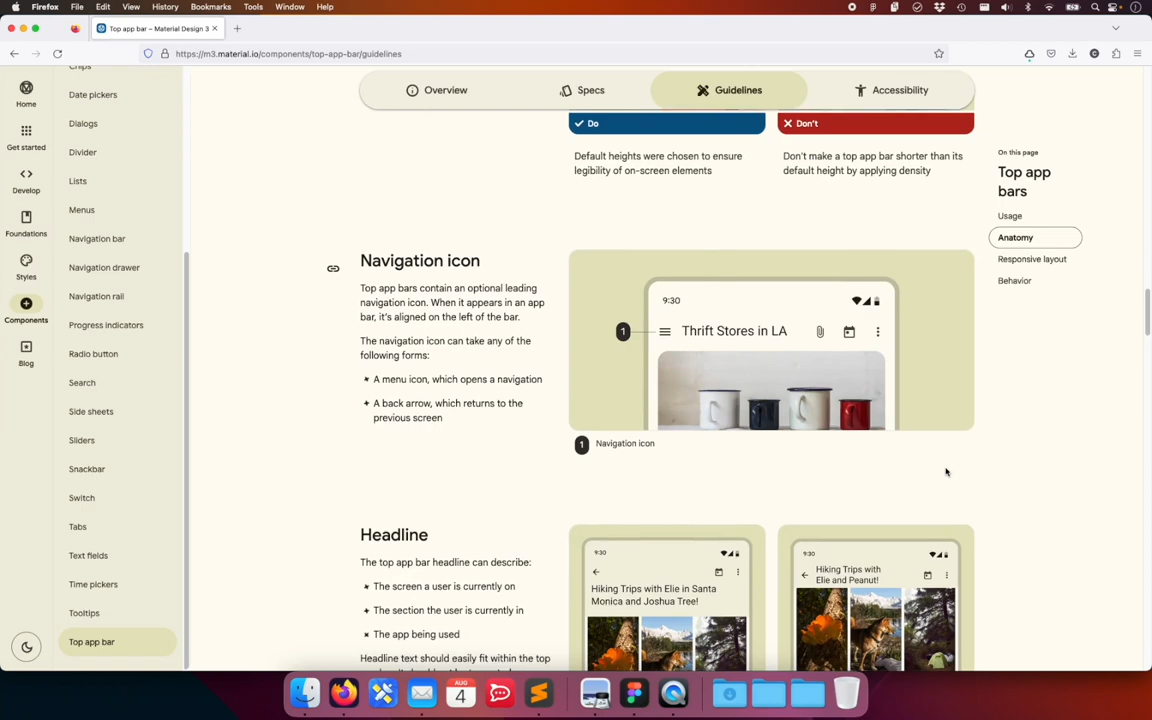 Firefox File Edit View History Bookmarks Tools Window Help
Top app bar – Material Design 3
https://m3.material.io/components/top-app-bar/guidelines
Home
Get started
Develop
Foundations
Styles
Components
Blog
Chips
Date pickers
Dialogs
Divider
Lists
Menus
Navigation bar
Navigation drawer
Navigation rail
Progress indicators
Radio button
Search
Side sheets
Sliders
Snackbar
Switch
Tabs
Text fields
Time pickers
Tooltips
Top app bar
Overview
Specs
Guidelines
Accessibility
Do
Don't
Default heights were chosen to ensure
legibility of on-screen elements
Don't make a top app bar shorter than its
default height by applying density
Navigation icon
Top app bars contain an optional leading
navigation icon. When it appears in an app
bar, it's aligned on the left of the bar.
The navigation icon can take any of the
following forms:
A menu icon, which opens a navigation
A back arrow, which returns to the
previous screen
9:30
1
Thrift Stores in LA
1 Navigation icon
Headline
The top app bar headline can describe:
The screen a user is currently on
The section the user is currently in
The app being used
Headline text should easily fit within the top
9:30
Hiking Trips with Elie in Santa
Monica and Joshua Tree!
9:30
Hiking Trips with
Elie and Peanut!
On this page
Top app
bars
Usage
Anatomy
Responsive layout
Behavior
AUG
4